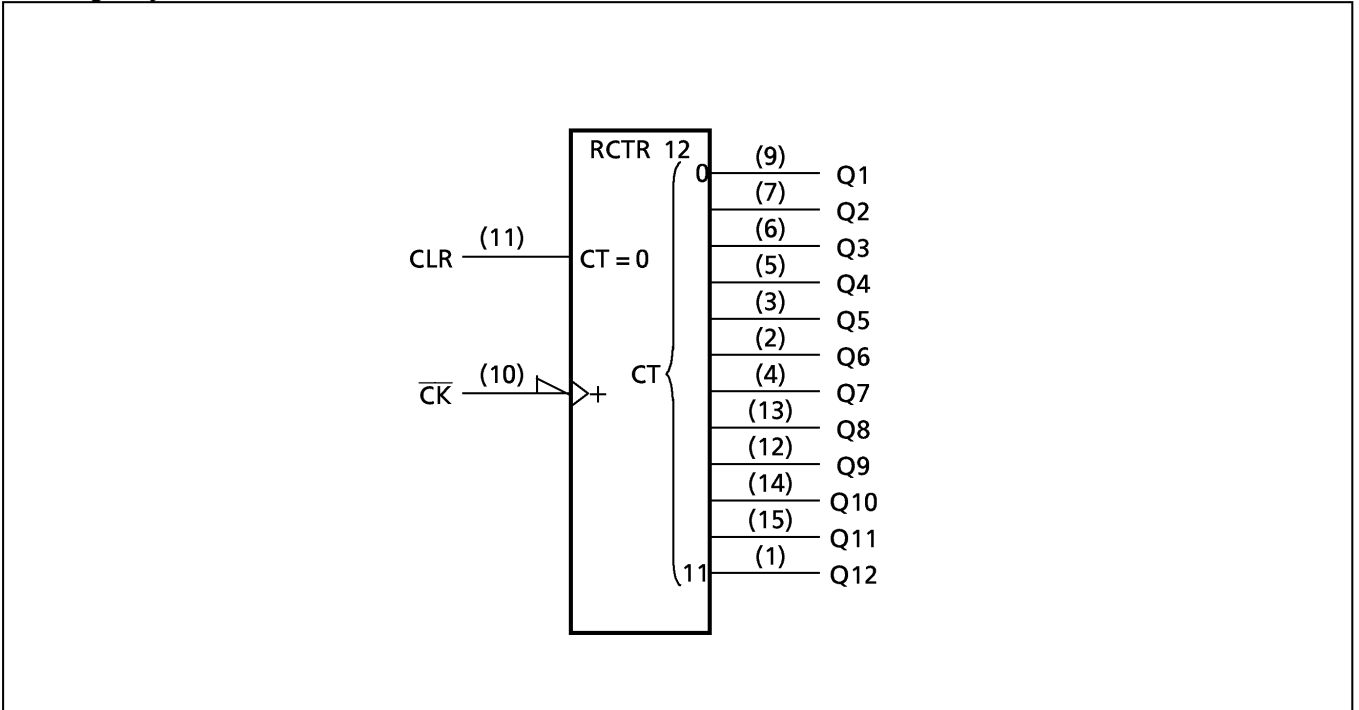 RCTR 12
0 (9) Q1
(7) Q2
(6) Q3
CLR (11) CT = 0
(5) Q4
(3) Q5
(2) Q6
CT
C̅K̅ (10) + (4) Q7
(13) Q8
(12) Q9
(14) Q10
(15) Q11
11 (1) Q12